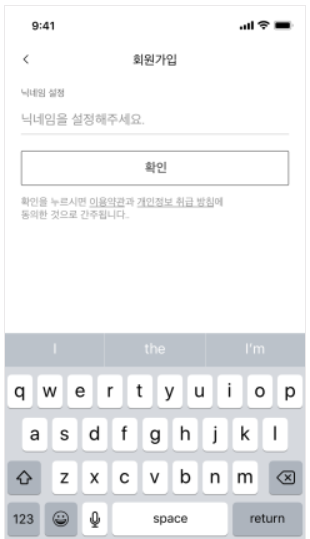 9:41
회원가입
닉네임 설정
닉네임을 설정해주세요.
확인
확인을 누르시면 이용약관과 개인정보 취급 방침에
동의한 것으로 간주됩니다..
I the I'm
q w e r t y u i o p
a s d f g h j k l
z x c v b n m
123 space return